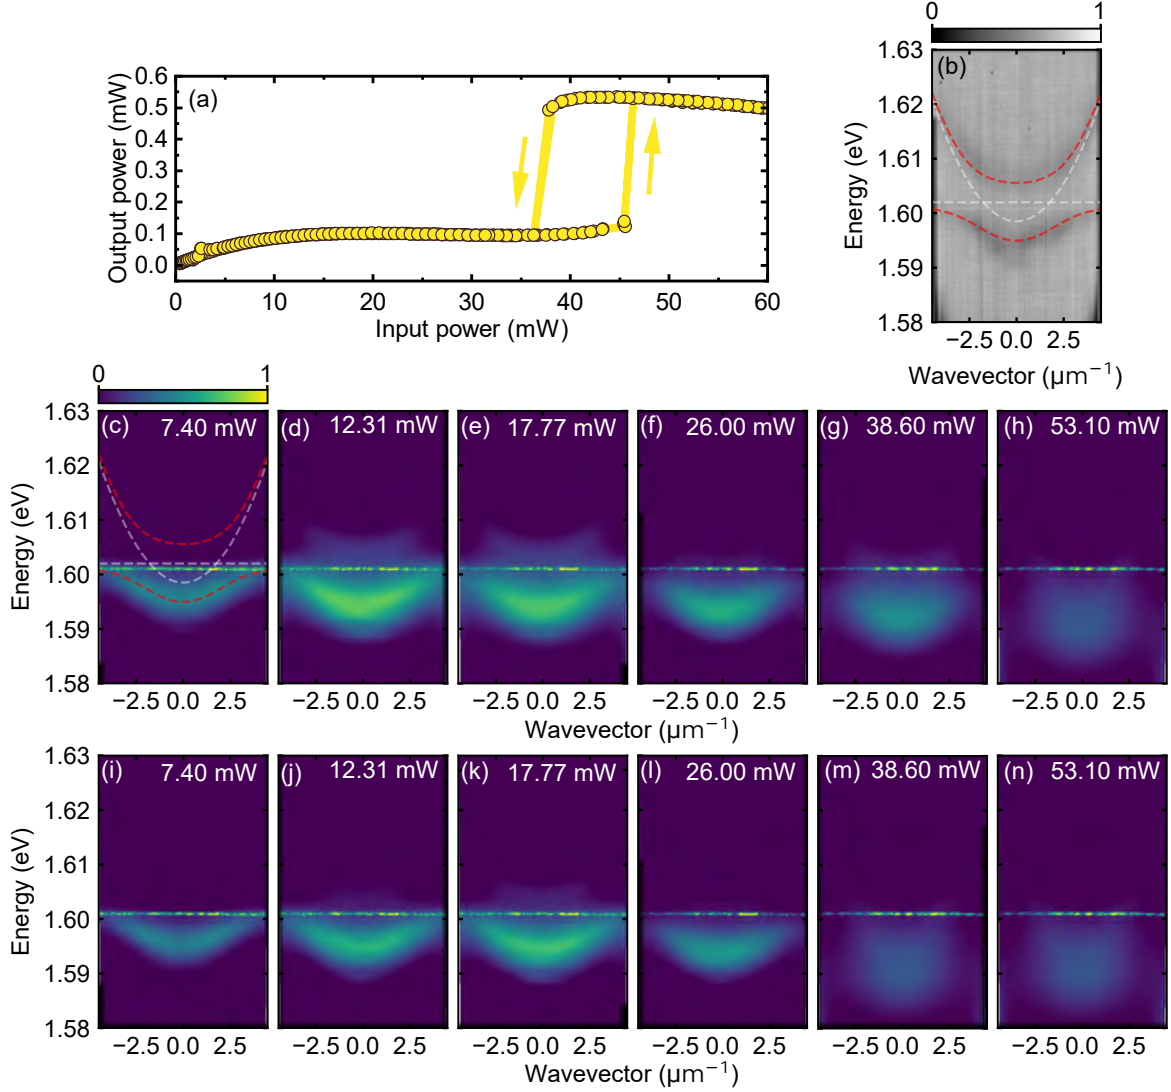 0 1
(a)
Output power (mW)
0.6
0.5
0.4
0.3
0.2
0.1
0.0
0 10 20 30 40 50 60
Input power (mW)
(b)
Energy (eV)
1.63
1.62
1.61
1.60
1.59
1.58
−2.5 0.0 2.5
Wavevector (μm⁻¹)
0 1
(c) 7.40 mW
(d) 12.31 mW
(e) 17.77 mW
(f) 26.00 mW
(g) 38.60 mW
(h) 53.10 mW
Energy (eV)
1.63
1.62
1.61
1.60
1.59
1.58
−2.5 0.0 2.5
−2.5 0.0 2.5
−2.5 0.0 2.5
−2.5 0.0 2.5
−2.5 0.0 2.5
−2.5 0.0 2.5
Wavevector (μm⁻¹)
(i) 7.40 mW
(j) 12.31 mW
(k) 17.77 mW
(l) 26.00 mW
(m) 38.60 mW
(n) 53.10 mW
Energy (eV)
1.63
1.62
1.61
1.60
1.59
1.58
−2.5 0.0 2.5
−2.5 0.0 2.5
−2.5 0.0 2.5
−2.5 0.0 2.5
−2.5 0.0 2.5
−2.5 0.0 2.5
Wavevector (μm⁻¹)